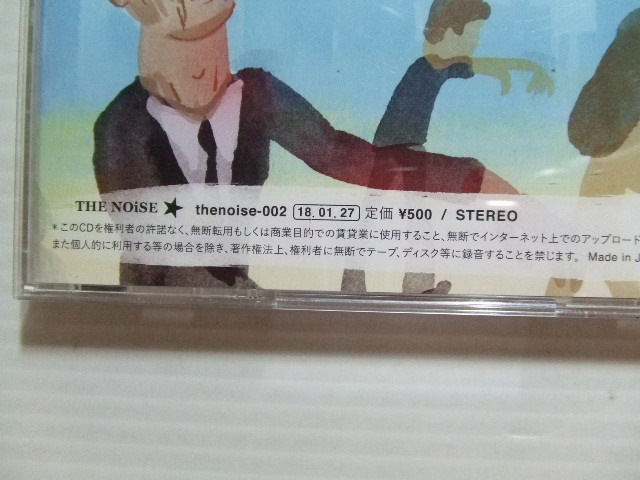 THE NOiSE ★ thenoise-002 18.01.27 定価 ¥500 / STEREO
＊このCDを権利者の許諾なく、無断転用もしくは商業目的での賃貸業に使用すること、無断でインターネット上でのアップロード
また個人的に利用する等の場合を除き、著作権法上、権利者に無断でテープ、ディスク等に録音することを禁じます。 Made in J